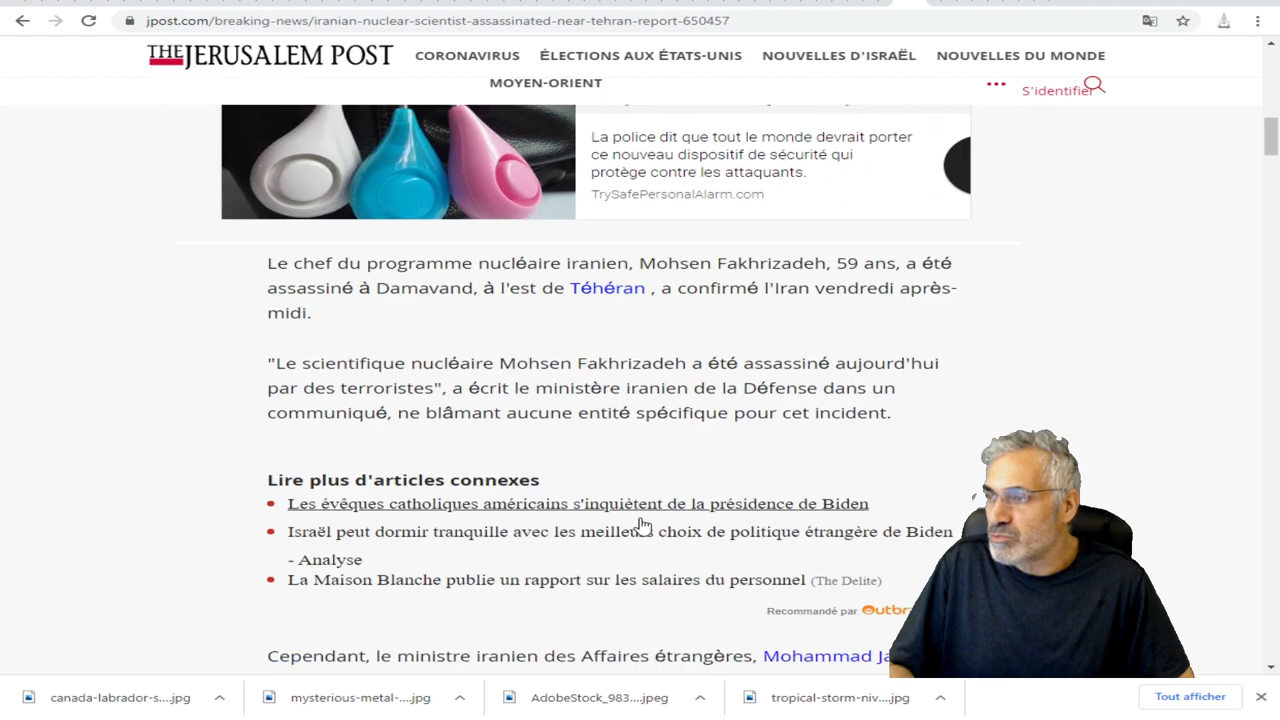 jpost.com/breaking-news/iranian-nuclear-scientist-assassinated-near-tehran-report-650457
THE JERUSALEM POST
CORONAVIRUS ÉLECTIONS AUX ÉTATS-UNIS NOUVELLES D'ISRAËL NOUVELLES DU MONDE
MOYEN-ORIENT
S'identifier
La police dit que tout le monde devrait porter
ce nouveau dispositif de sécurité qui
protège contre les attaquants.
TrySafePersonalAlarm.com
Le chef du programme nucléaire iranien, Mohsen Fakhrizadeh, 59 ans, a été
assassiné à Damavand, à l'est de Téhéran , a confirmé l'Iran vendredi après-
midi.
"Le scientifique nucléaire Mohsen Fakhrizadeh a été assassiné aujourd'hui
par des terroristes", a écrit le ministère iranien de la Défense dans un
communiqué, ne blâmant aucune entité spécifique pour cet incident.
Lire plus d'articles connexes
Les évêques catholiques américains s'inquiètent de la présidence de Biden
Israël peut dormir tranquille avec les meilleurs choix de politique étrangère de Biden
- Analyse
La Maison Blanche publie un rapport sur les salaires du personnel (The Delite)
Recommandé par
Cependant, le ministre iranien des Affaires étrangères, Mohammad
canada-labrador-s....jpg mysterious-metal-....jpg AdobeStock_983....jpeg tropical-storm-niv....jpg Tout afficher